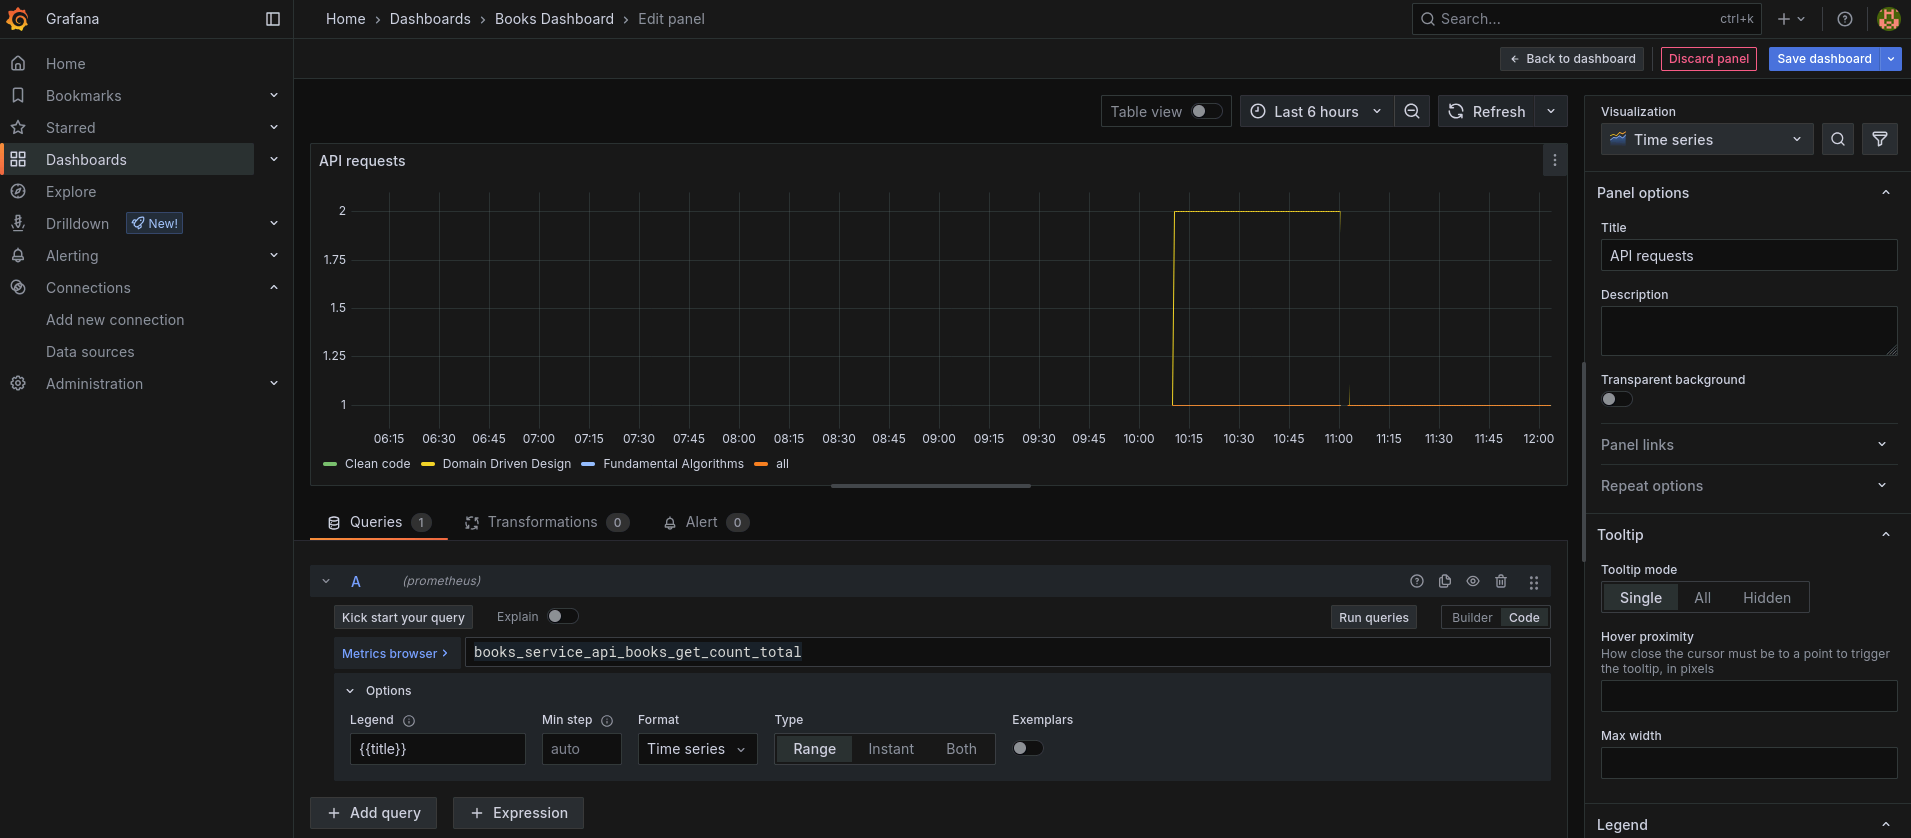 Grafana
Home › Dashboards › Books Dashboard › Edit panel
Search... ctrl+k
Back to dashboard
Discard panel
Save dashboard
Home
Bookmarks
Starred
Dashboards
Explore
Drilldown New!
Alerting
Connections
Add new connection
Data sources
Administration
Table view
Last 6 hours
Refresh
API requests
2
1.75
1.5
1.25
1
06:15 06:30 06:45 07:00 07:15 07:30 07:45 08:00 08:15 08:30 08:45 09:00 09:15 09:30 09:45 10:00 10:15 10:30 10:45 11:00 11:15 11:30 11:45 12:00
Clean code Domain Driven Design Fundamental Algorithms all
Queries 1 Transformations 0 Alert 0
A (prometheus)
Kick start your query Explain Run queries Builder Code
Metrics browser › books_service_api_books_get_count_total
Options
Legend Min step Format Type Exemplars
{{title}} auto Time series Range Instant Both
+ Add query + Expression
Visualization
Time series
Panel options
Title
API requests
Description
Transparent background
Panel links
Repeat options
Tooltip
Tooltip mode
Single All Hidden
Hover proximity
How close the cursor must be to a point to trigger
the tooltip, in pixels
Max width
Legend